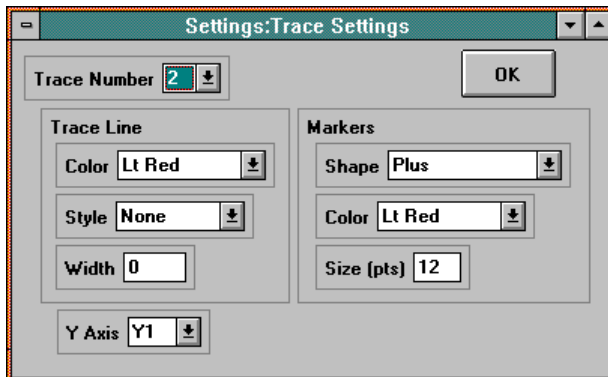 Settings:Trace Settings
Trace Number 2
OK
Trace Line
Color Lt Red
Style None
Width 0
Markers
Shape Plus
Color Lt Red
Size (pts) 12
Y Axis Y1